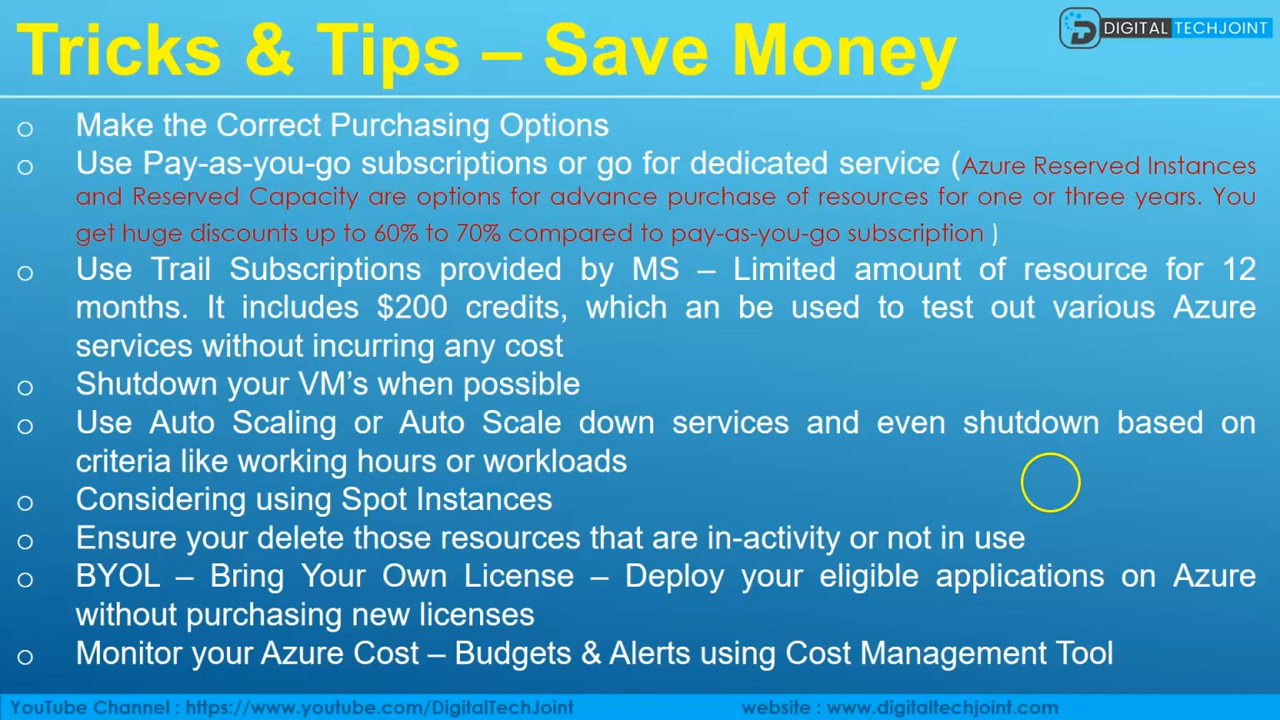 Tricks & Tips – Save Money
DIGITAL TECHJOINT
o Make the Correct Purchasing Options
o Use Pay-as-you-go subscriptions or go for dedicated service (Azure Reserved Instances
and Reserved Capacity are options for advance purchase of resources for one or three years. You
get huge discounts up to 60% to 70% compared to pay-as-you-go subscription )
o Use Trail Subscriptions provided by MS – Limited amount of resource for 12
months. It includes $200 credits, which an be used to test out various Azure
services without incurring any cost
o Shutdown your VM’s when possible
o Use Auto Scaling or Auto Scale down services and even shutdown based on
criteria like working hours or workloads
o Considering using Spot Instances
o Ensure your delete those resources that are in-activity or not in use
o BYOL – Bring Your Own License – Deploy your eligible applications on Azure
without purchasing new licenses
o Monitor your Azure Cost – Budgets & Alerts using Cost Management Tool
YouTube Channel : https://www.youtube.com/DigitalTechJoint website : www.digitaltechjoint.com